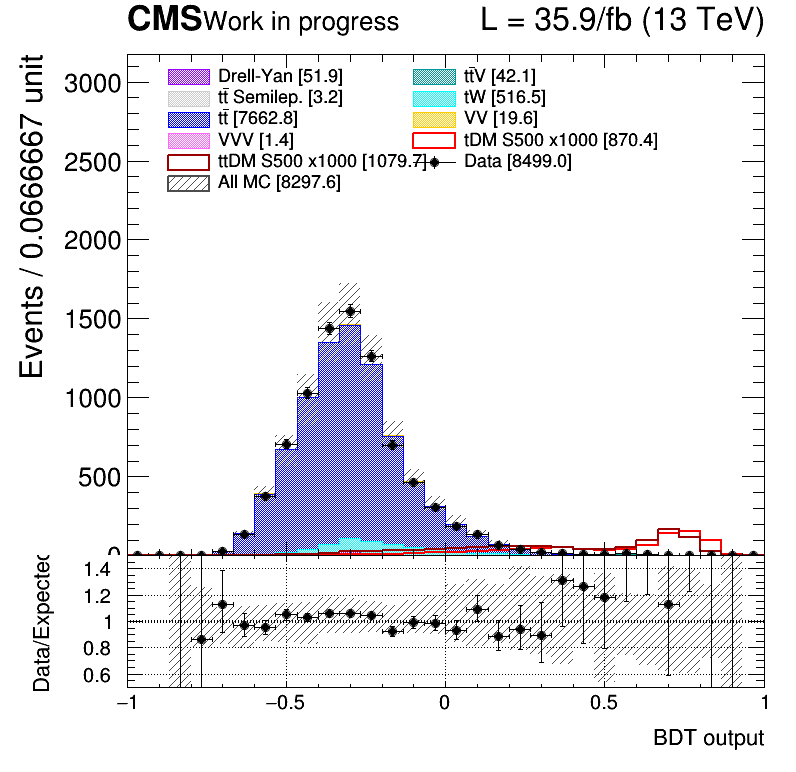 CMS Work in progress L = 35.9/fb (13 TeV)
Events / 0.0666667 unit
3000
2500
2000
1500
1000
500
0
Drell-Yan [51.9]
tt̄V [42.1]
tt̄ Semilep. [3.2]
tW [516.5]
tt̄ [7662.8]
VV [19.6]
VVV [1.4]
tDM S500 x1000 [870.4]
ttDM S500 x1000 [1079.7]
Data [8499.0]
All MC [8297.6]
Data/Expected
1.4
1.2
1
0.8
0.6
−1 −0.5 0 0.5 1
BDT output